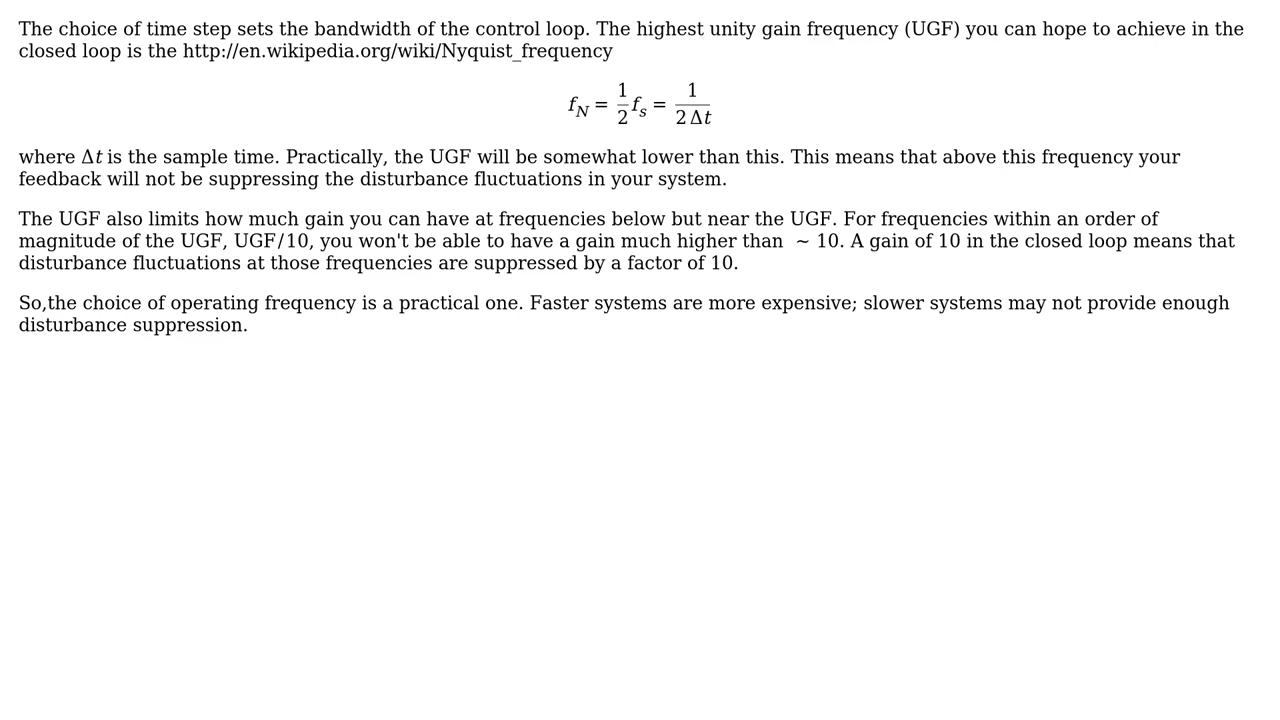 The choice of time step sets the bandwidth of the control loop. The highest unity gain frequency (UGF) you can hope to achieve in the
closed loop is the http://en.wikipedia.org/wiki/Nyquist_frequency
f_N = 1/2 f_s = 1/(2 Δt)
where Δt is the sample time. Practically, the UGF will be somewhat lower than this. This means that above this frequency your
feedback will not be suppressing the disturbance fluctuations in your system.
The UGF also limits how much gain you can have at frequencies below but near the UGF. For frequencies within an order of
magnitude of the UGF, UGF/10, you won't be able to have a gain much higher than ~ 10. A gain of 10 in the closed loop means that
disturbance fluctuations at those frequencies are suppressed by a factor of 10.
So,the choice of operating frequency is a practical one. Faster systems are more expensive; slower systems may not provide enough
disturbance suppression.